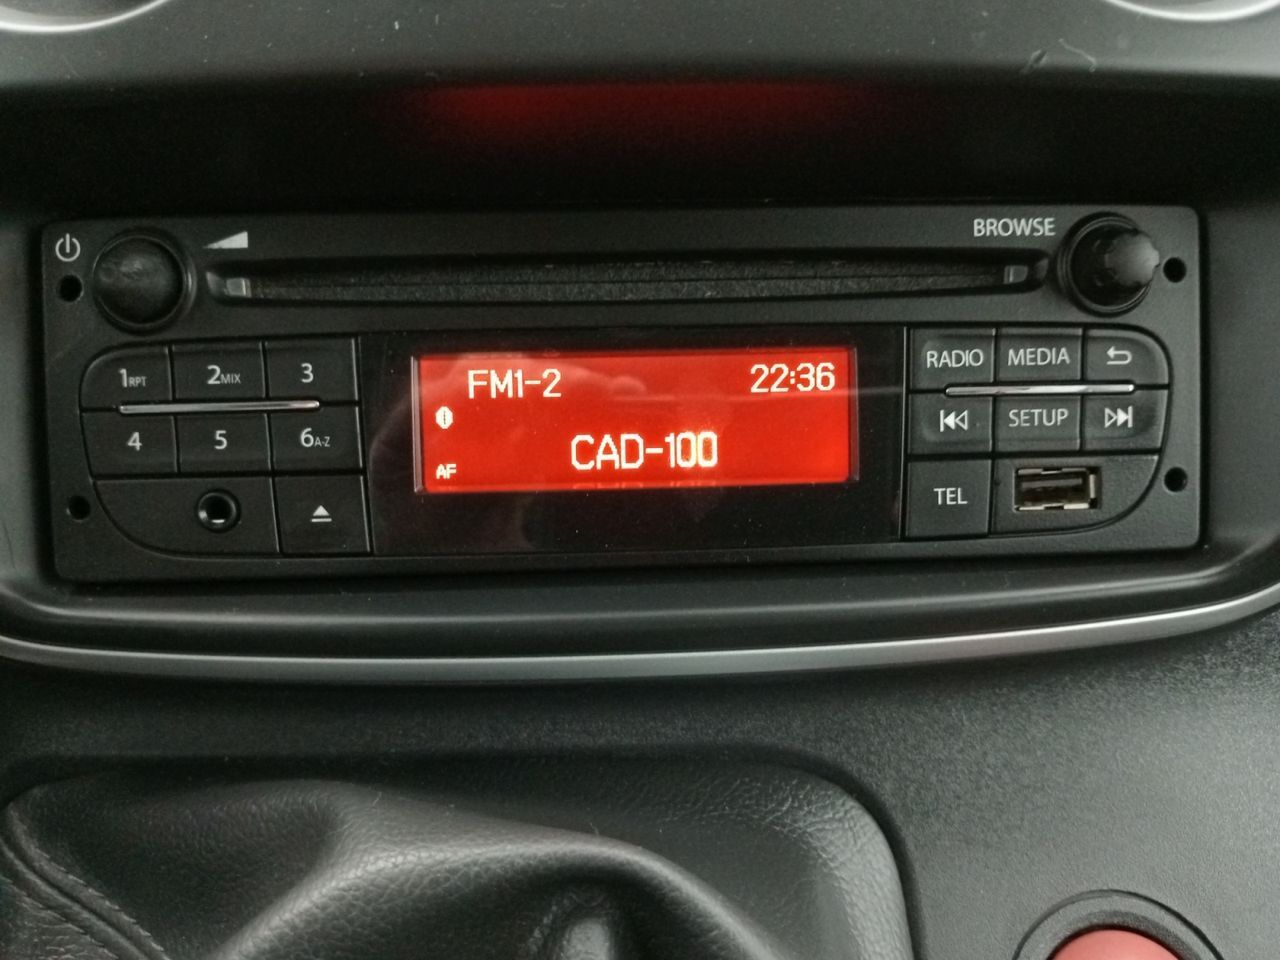 BROWSE
1RPT 2MIX 3
4 5 6A-Z
FM1-2 22:36
CAD-100
AF
RADIO MEDIA
SETUP
TEL